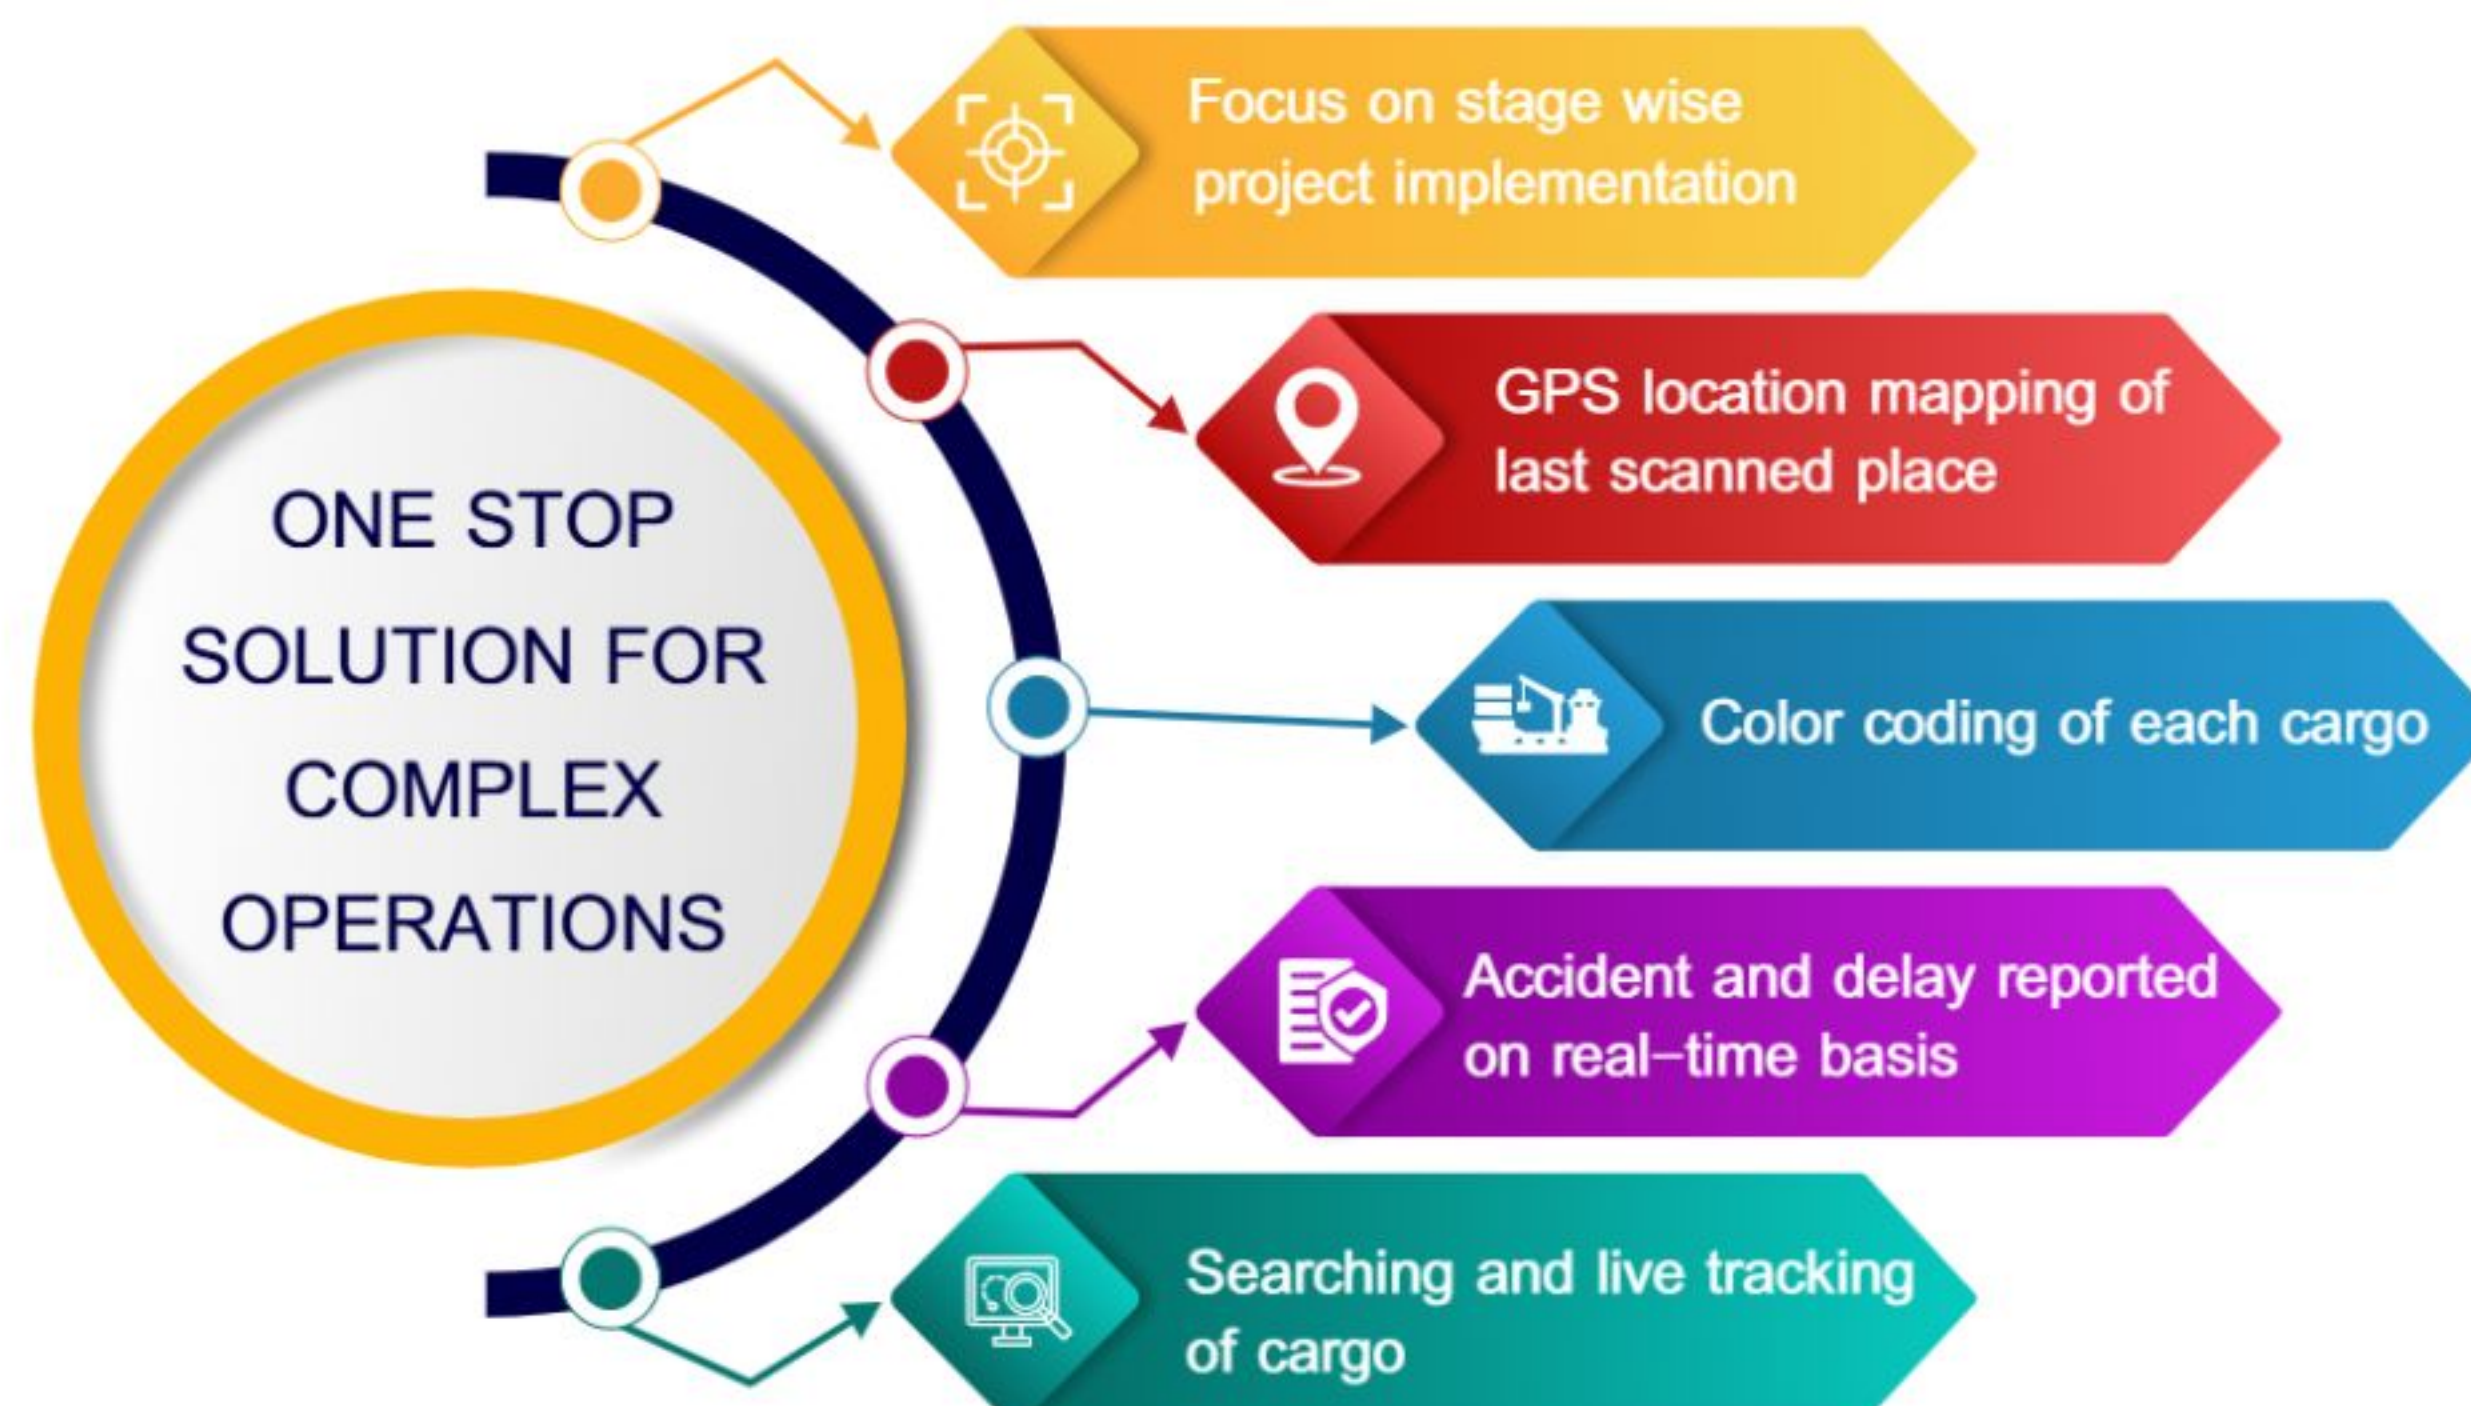 ONE STOP
SOLUTION FOR
COMPLEX
OPERATIONS
Focus on stage wise
project implementation
GPS location mapping of
last scanned place
Color coding of each cargo
Accident and delay reported
on real-time basis
Searching and live tracking
of cargo